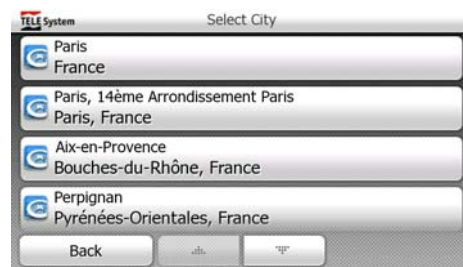 TELE System
Select City
Paris
France
Paris, 14ème Arrondissement Paris
Paris, France
Aix-en-Provence
Bouches-du-Rhône, France
Perpignan
Pyrénées-Orientales, France
Back